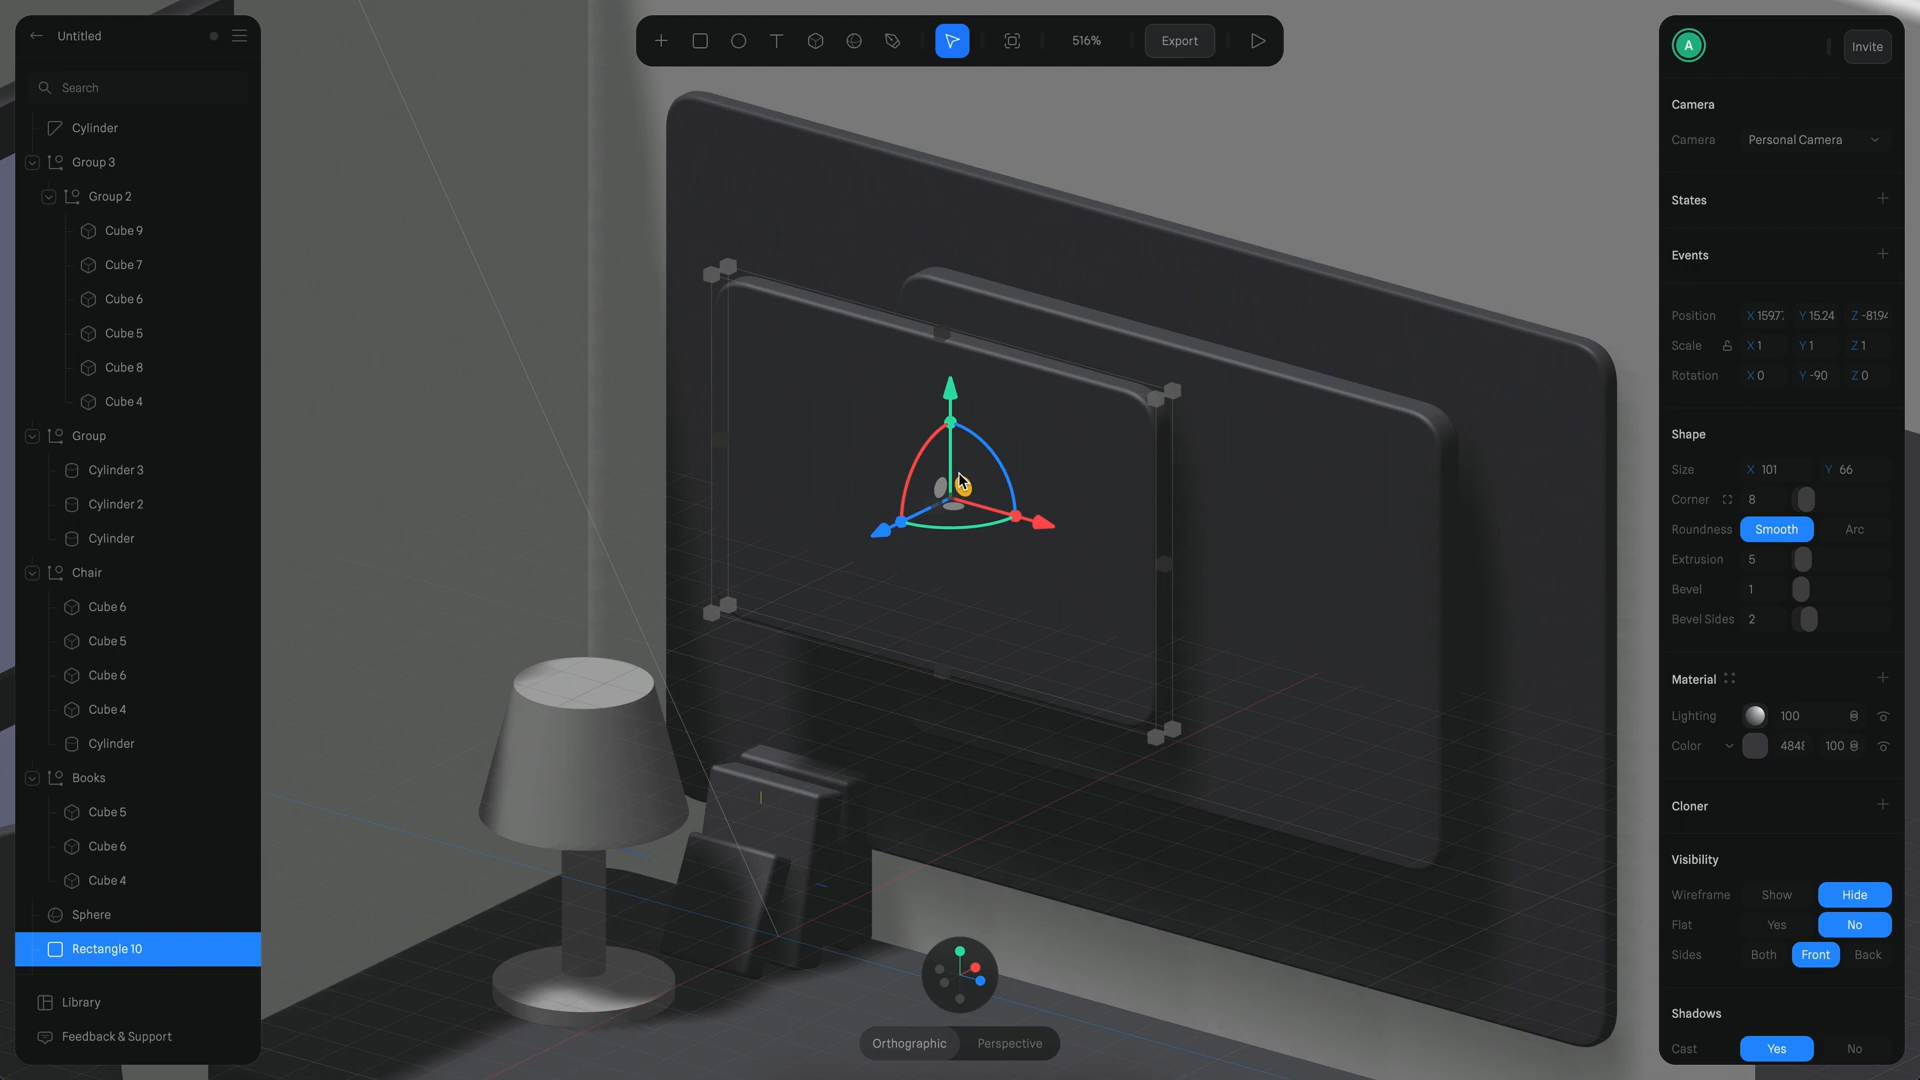 Untitled
Search
Cylinder
Group 3
Group 2
Cube 9
Cube 7
Cube 6
Cube 5
Cube 8
Cube 4
Group
Cylinder 3
Cylinder 2
Cylinder
Chair
Cube 6
Cube 5
Cube 6
Cube 4
Cylinder
Books
Cube 5
Cube 6
Cube 4
Sphere
Rectangle 10
Library
Feedback & Support
516%
Export
Orthographic Perspective
A Invite
Camera
Camera Personal Camera
States
Events
Position X 159.7 Y 15.24 Z -81.94
Scale X 1 Y 1 Z 1
Rotation X 0 Y -90 Z 0
Shape
Size X 101 Y 66
Corner 8
Roundness Smooth Arc
Extrusion 5
Bevel 1
Bevel Sides 2
Material
Lighting 100
Color 4848 100
Cloner
Visibility
Wireframe Show Hide
Flat Yes No
Sides Both Front Back
Shadows
Cast Yes No